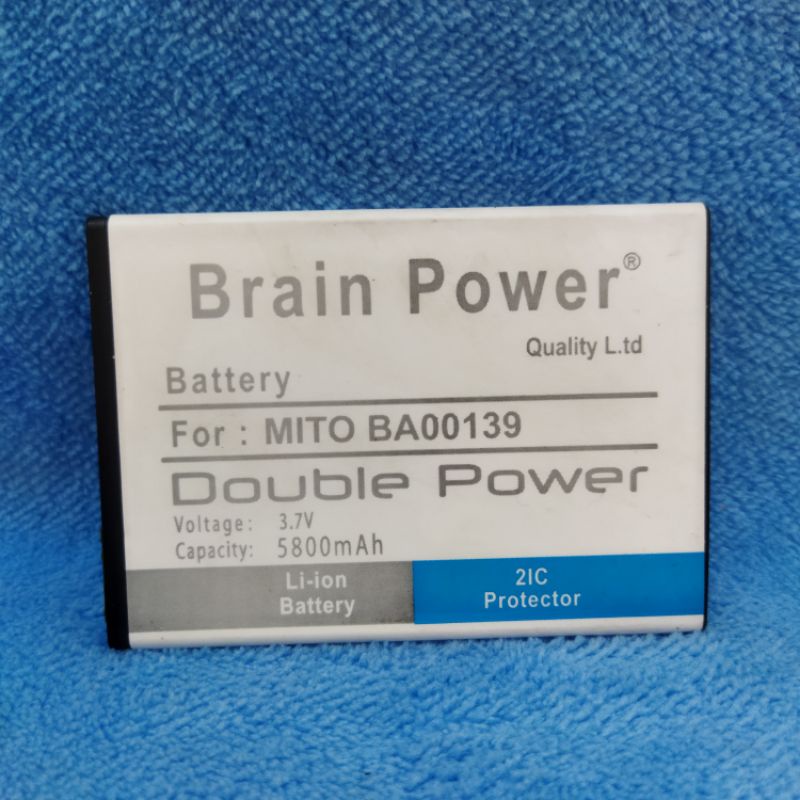 Brain Power®
Quality L.td
Battery
For : MITO BA00139
Double Power
Voltage: 3.7V
Capacity: 5800mAh
Li-ion
Battery
2IC
Protector